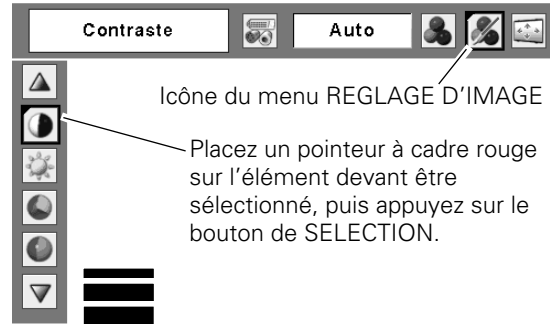 Contraste
Auto
Icône du menu REGLAGE D’IMAGE
Placez un pointeur à cadre rouge
sur l’élément devant être
sélectionné, puis appuyez sur le
bouton de SELECTION.